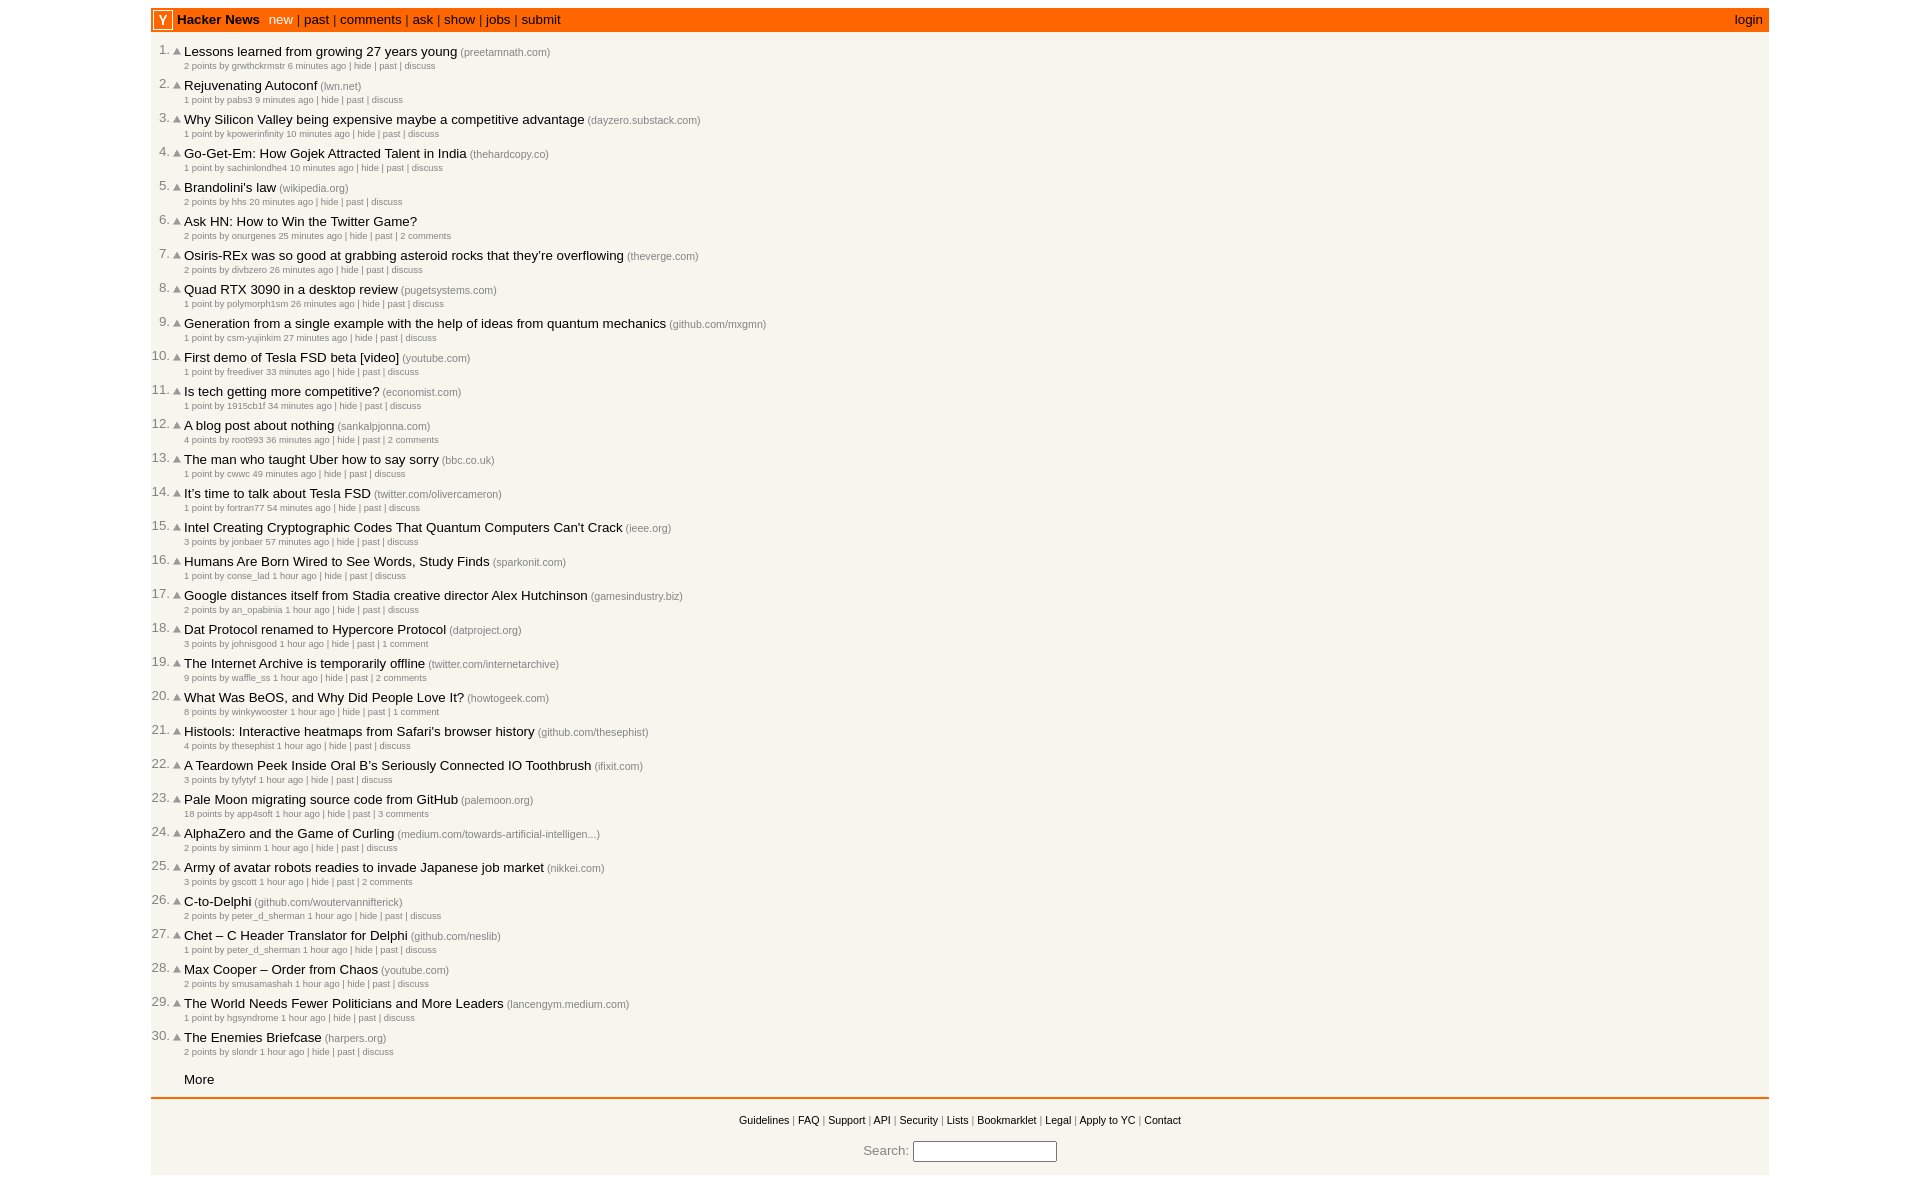 Y Hacker News new | past | comments | ask | show | jobs | submit login
1. Lessons learned from growing 27 years young (preetamnath.com)
2 points by grwthckrmstr 6 minutes ago | hide | past | discuss
2. Rejuvenating Autoconf (lwn.net)
1 point by pabs3 9 minutes ago | hide | past | discuss
3. Why Silicon Valley being expensive maybe a competitive advantage (dayzero.substack.com)
1 point by kpowerinfinity 10 minutes ago | hide | past | discuss
4. Go-Get-Em: How Gojek Attracted Talent in India (thehardcopy.co)
1 point by sachinlondhe4 10 minutes ago | hide | past | discuss
5. Brandolini's law (wikipedia.org)
2 points by hhs 20 minutes ago | hide | past | discuss
6. Ask HN: How to Win the Twitter Game?
2 points by onurgenes 25 minutes ago | hide | past | 2 comments
7. Osiris-REx was so good at grabbing asteroid rocks that they're overflowing (theverge.com)
2 points by divbzero 26 minutes ago | hide | past | discuss
8. Quad RTX 3090 in a desktop review (pugetsystems.com)
1 point by polymorph1sm 26 minutes ago | hide | past | discuss
9. Generation from a single example with the help of ideas from quantum mechanics (github.com/mxgmn)
1 point by csm-yujinkim 27 minutes ago | hide | past | discuss
10. First demo of Tesla FSD beta [video] (youtube.com)
1 point by freediver 33 minutes ago | hide | past | discuss
11. Is tech getting more competitive? (economist.com)
1 point by 1915cb1f 34 minutes ago | hide | past | discuss
12. A blog post about nothing (sankalpjonna.com)
4 points by root993 36 minutes ago | hide | past | 2 comments
13. The man who taught Uber how to say sorry (bbc.co.uk)
1 point by cwwc 49 minutes ago | hide | past | discuss
14. It's time to talk about Tesla FSD (twitter.com/olivercameron)
1 point by fortran77 54 minutes ago | hide | past | discuss
15. Intel Creating Cryptographic Codes That Quantum Computers Can't Crack (ieee.org)
3 points by jonbaer 57 minutes ago | hide | past | discuss
16. Humans Are Born Wired to See Words, Study Finds (sparkonit.com)
1 point by conse_lad 1 hour ago | hide | past | discuss
17. Google distances itself from Stadia creative director Alex Hutchinson (gamesindustry.biz)
2 points by an_opabinia 1 hour ago | hide | past | discuss
18. Dat Protocol renamed to Hypercore Protocol (datproject.org)
3 points by johnisgood 1 hour ago | hide | past | 1 comment
19. The Internet Archive is temporarily offline (twitter.com/internetarchive)
9 points by waffle_ss 1 hour ago | hide | past | 2 comments
20. What Was BeOS, and Why Did People Love It? (howtogeek.com)
8 points by winkywooster 1 hour ago | hide | past | 1 comment
21. Histools: Interactive heatmaps from Safari's browser history (github.com/thesephist)
4 points by thesephist 1 hour ago | hide | past | discuss
22. A Teardown Peek Inside Oral B's Seriously Connected IO Toothbrush (ifixit.com)
3 points by tyfytyf 1 hour ago | hide | past | discuss
23. Pale Moon migrating source code from GitHub (palemoon.org)
18 points by app4soft 1 hour ago | hide | past | 3 comments
24. AlphaZero and the Game of Curling (medium.com/towards-artificial-intelligen...)
2 points by siminm 1 hour ago | hide | past | discuss
25. Army of avatar robots readies to invade Japanese job market (nikkei.com)
3 points by gscott 1 hour ago | hide | past | 2 comments
26. C-to-Delphi (github.com/woutervannifterick)
2 points by peter_d_sherman 1 hour ago | hide | past | discuss
27. Chet – C Header Translator for Delphi (github.com/neslib)
1 point by peter_d_sherman 1 hour ago | hide | past | discuss
28. Max Cooper – Order from Chaos (youtube.com)
2 points by smusamashah 1 hour ago | hide | past | discuss
29. The World Needs Fewer Politicians and More Leaders (lancengym.medium.com)
1 point by hgsyndrome 1 hour ago | hide | past | discuss
30. The Enemies Briefcase (harpers.org)
2 points by slondr 1 hour ago | hide | past | discuss
More
Guidelines | FAQ | Support | API | Security | Lists | Bookmarklet | Legal | Apply to YC | Contact
Search: